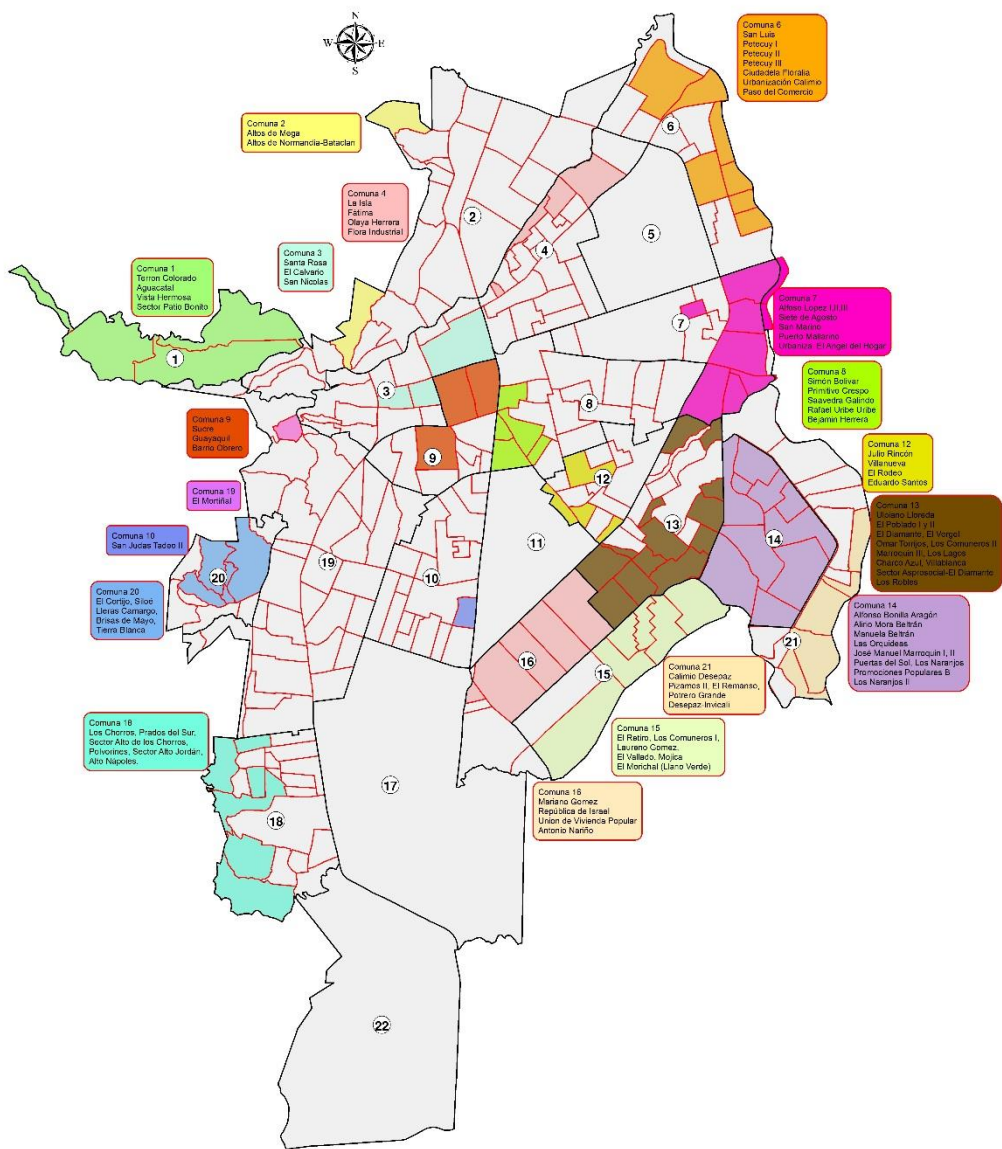 N
W E
S
Comuna 6
San Luis
Petecuy I
Petecuy II
Petecuy III
Ciudadela Floralia
Urbanización Calimio
Paso del Comercio
Comuna 2
Altos de Mega
Altos de Normandia-Bataclan
Comuna 4
La Isla
Fátima
Olaya Herrera
Flora Industrial
Comuna 3
Santa Rosa
El Calvario
San Nicolas
Comuna 1
Terron Colorado
Aguacatal
Vista Hermosa
Sector Patio Bonito
Comuna 7
Alfoso Lopez I,II,III
Siete de Agosto
San Marino
Puerto Mallarino
Urbaniza. El Angel del Hogar
Comuna 8
Simón Bolivar
Primitivo Crespo
Saavedra Galindo
Rafael Uribe Uribe
Bejamin Herrera
Comuna 9
Sucre
Guayaquil
Barrio Obrero
Comuna 12
Julio Rincón
Villanueva
El Rodeo
Eduardo Santos
Comuna 19
El Mortiñal
Comuna 13
Ulpiano Lloreda
El Poblado I y II
El Diamante, El Vergel
Omar Torrijos, Los Comuneros II
Marroquin III, Los Lagos
Charco Azul, Villablanca
Sector Asprosocial-El Diamante
Los Robles
Comuna 10
San Judas Tadeo II
Comuna 20
El Cortijo, Siloé
Lleras Camargo,
Brisas de Mayo,
Tierra Blanca
Comuna 14
Alfonso Bonilla Aragón
Alirio Mora Beltrán
Manuela Beltrán
Las Orquideas
José Manuel Marroquin I, II
Puertas del Sol, Los Naranjos
Promociones Populares B
Los Naranjos II
Comuna 21
Calimio Desepaz
Pizamos II, El Remanso,
Potrero Grande
Desepaz-Invicali
Comuna 18
Los Chorros, Prados del Sur,
Sector Alto de los Chorros,
Polvorines, Sector Alto Jordán,
Alto Nápoles.
Comuna 15
El Retiro, Los Comuneros I,
Laureno Gomez,
El Vallado, Mojica
El Morichal (Llano Verde)
Comuna 16
Mariano Gomez
República de Israel
Union de Vivienda Popular
Antonio Nariño
6
2
5
4
7
1
3
8
9
12
13
11
14
19
20
10
21
16
15
17
18
22